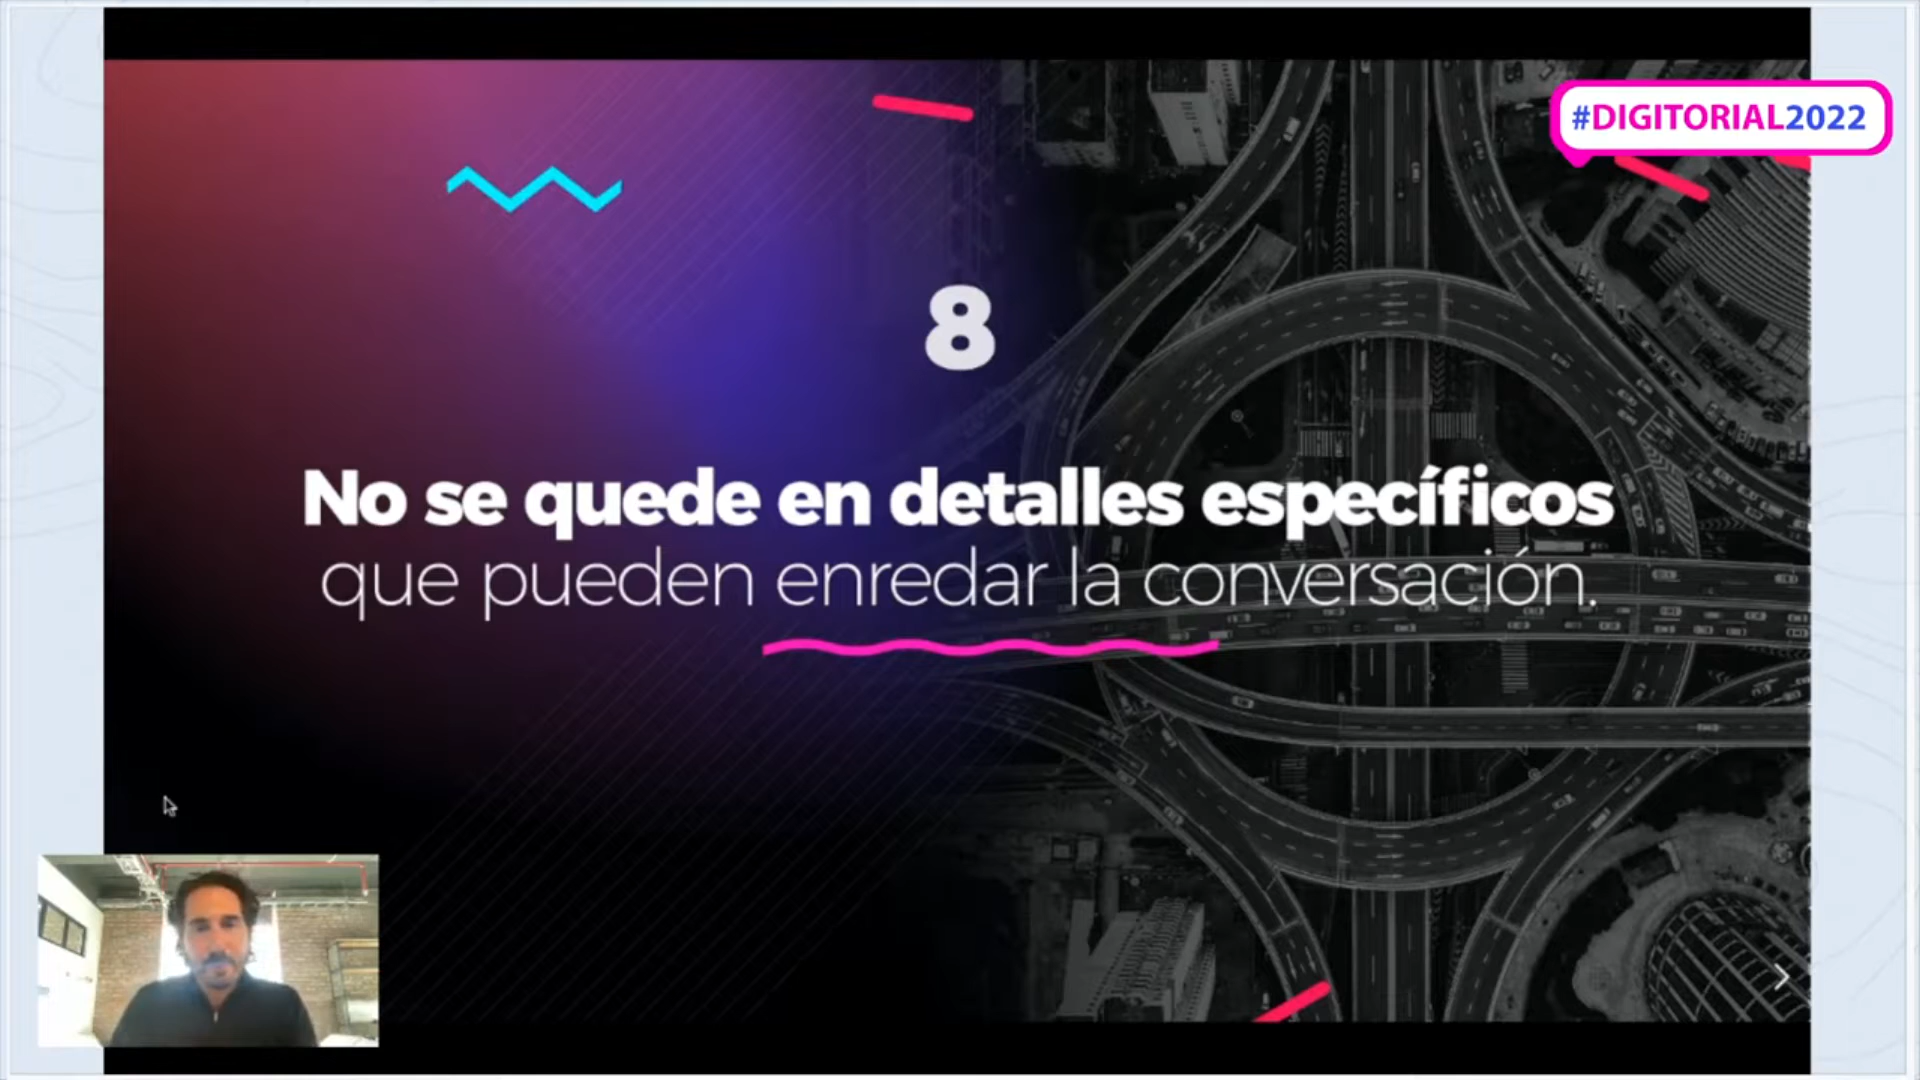 #DIGITORIAL2022
8
No se quede en detalles específicos
que pueden enredar la conversación.